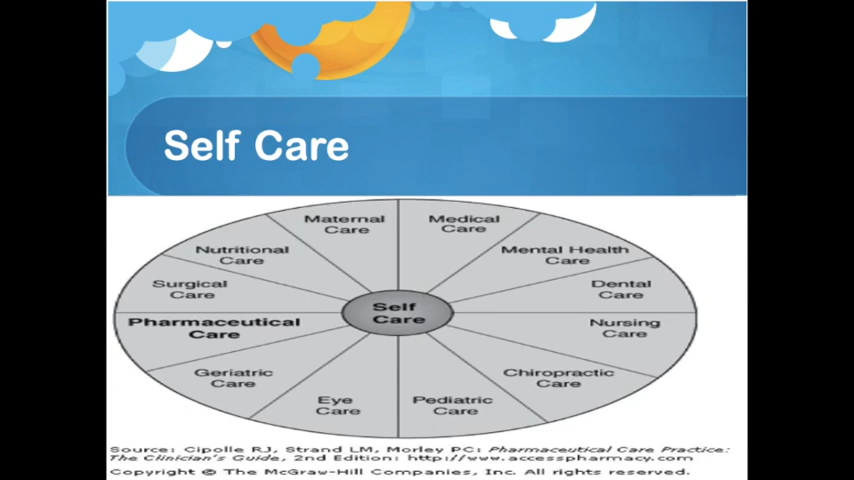 Self Care
Maternal
Care
Medical
Care
Nutritional
Care
Mental Health
Care
Surgical
Care
Dental
Care
Self
Care
Pharmaceutical
Care
Nursing
Care
Geriatric
Care
Chiropractic
Care
Eye
Care
Pediatric
Care
Source: Cipolle RJ, Strand LM, Morley PC: Pharmaceutical Care Practice:
The Clinician's Guide, 2nd Edition: http://www.accesspharmacy.com
Copyright © The McGraw-Hill Companies, Inc. All rights reserved.